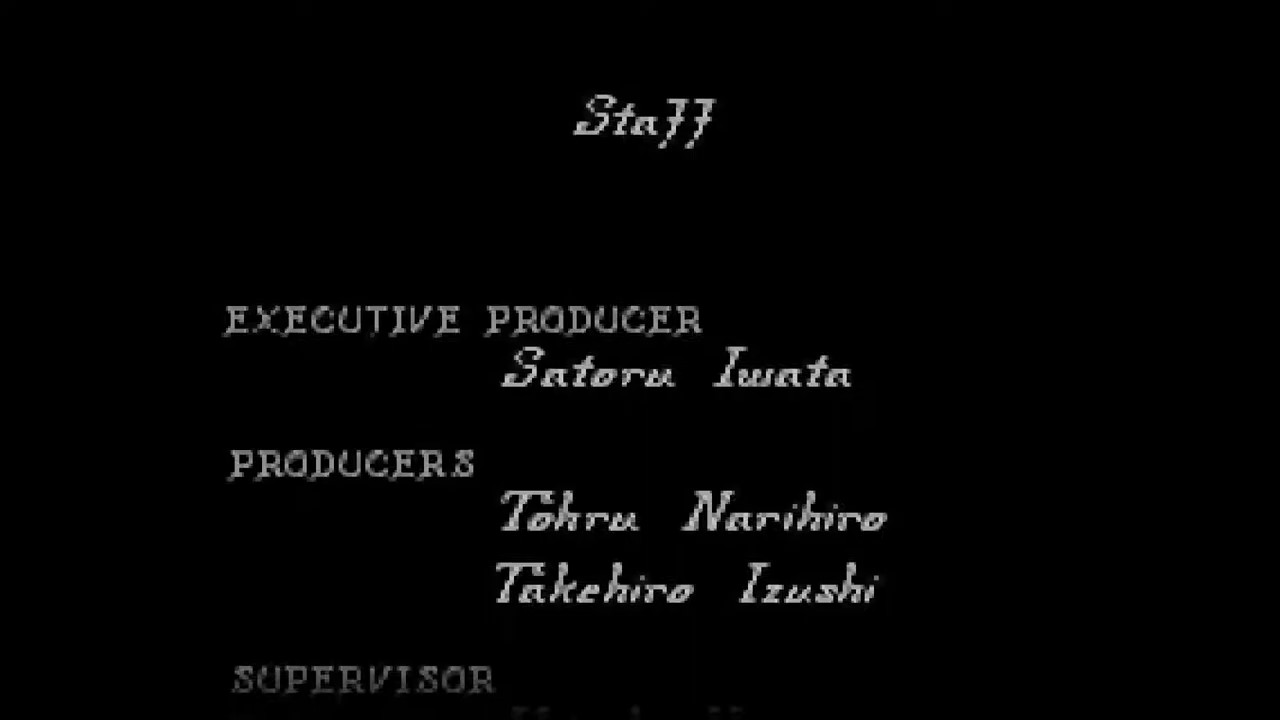 Staff
EXECUTIVE PRODUCER
Satoru Iwata
PRODUCERS
Tohru Narihiro
Takehiro Izushi
SUPERVISOR